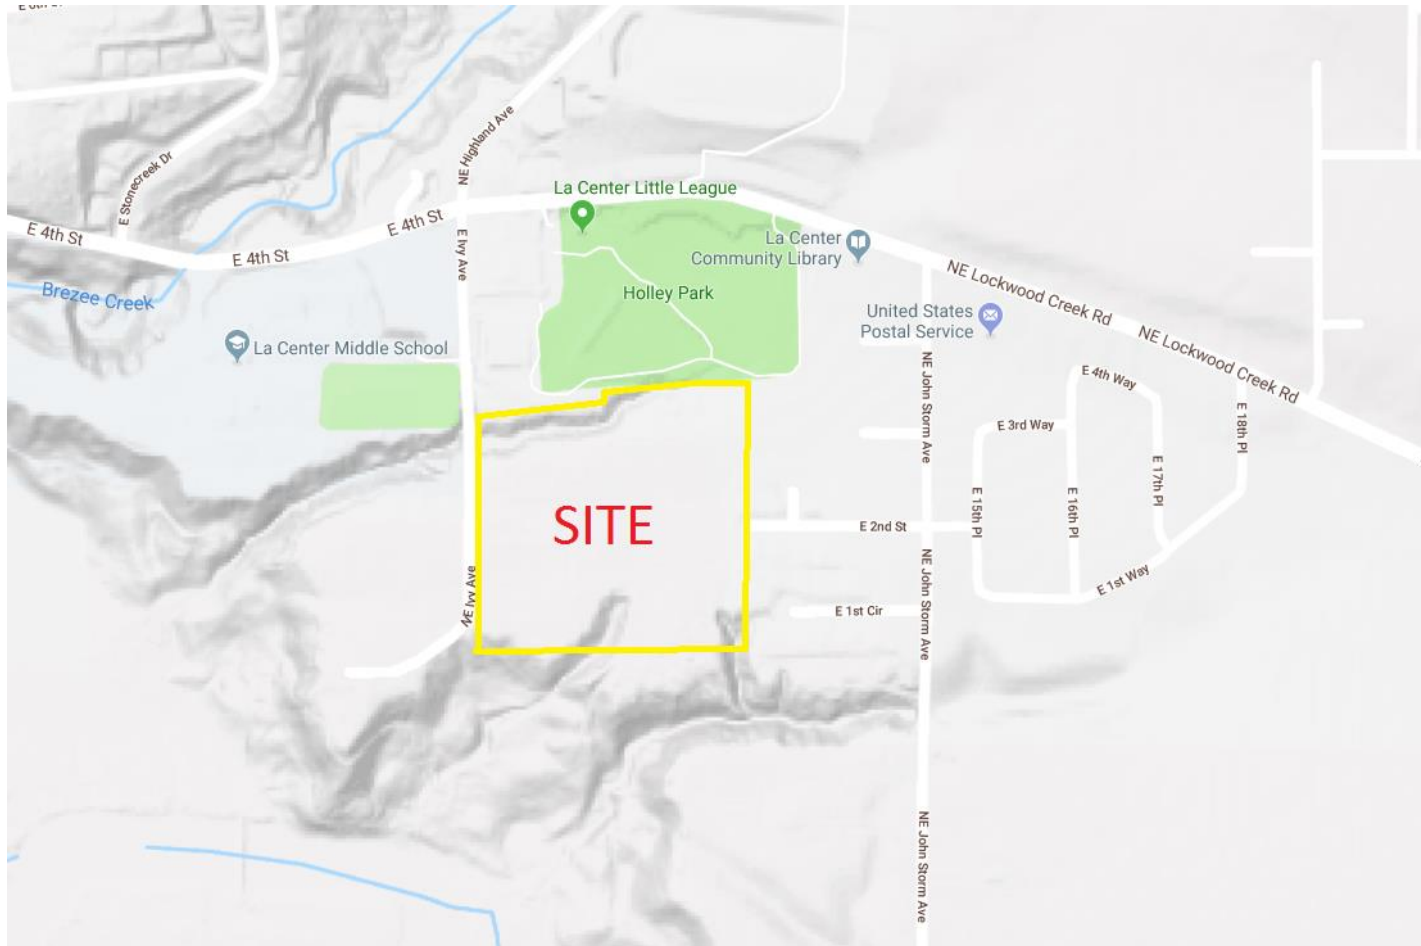 NE Highland Ave
E Stonecreek Dr
La Center Little League
E 4th St
E 4th St
E 4th St
E Ivy Ave
La Center
Community Library
NE Lockwood Creek Rd
Brezee Creek
Holley Park
United States
Postal Service
NE Lockwood Creek Rd
La Center Middle School
NE John Storm Ave
E 4th Way
E 18th Pl
E 3rd Way
E 17th Pl
E 15th Pl
E 16th Pl
SITE
E 2nd St
NE Ivy Ave
NE John Storm Ave
E 1st Way
E 1st Cir
NE John Storm Ave